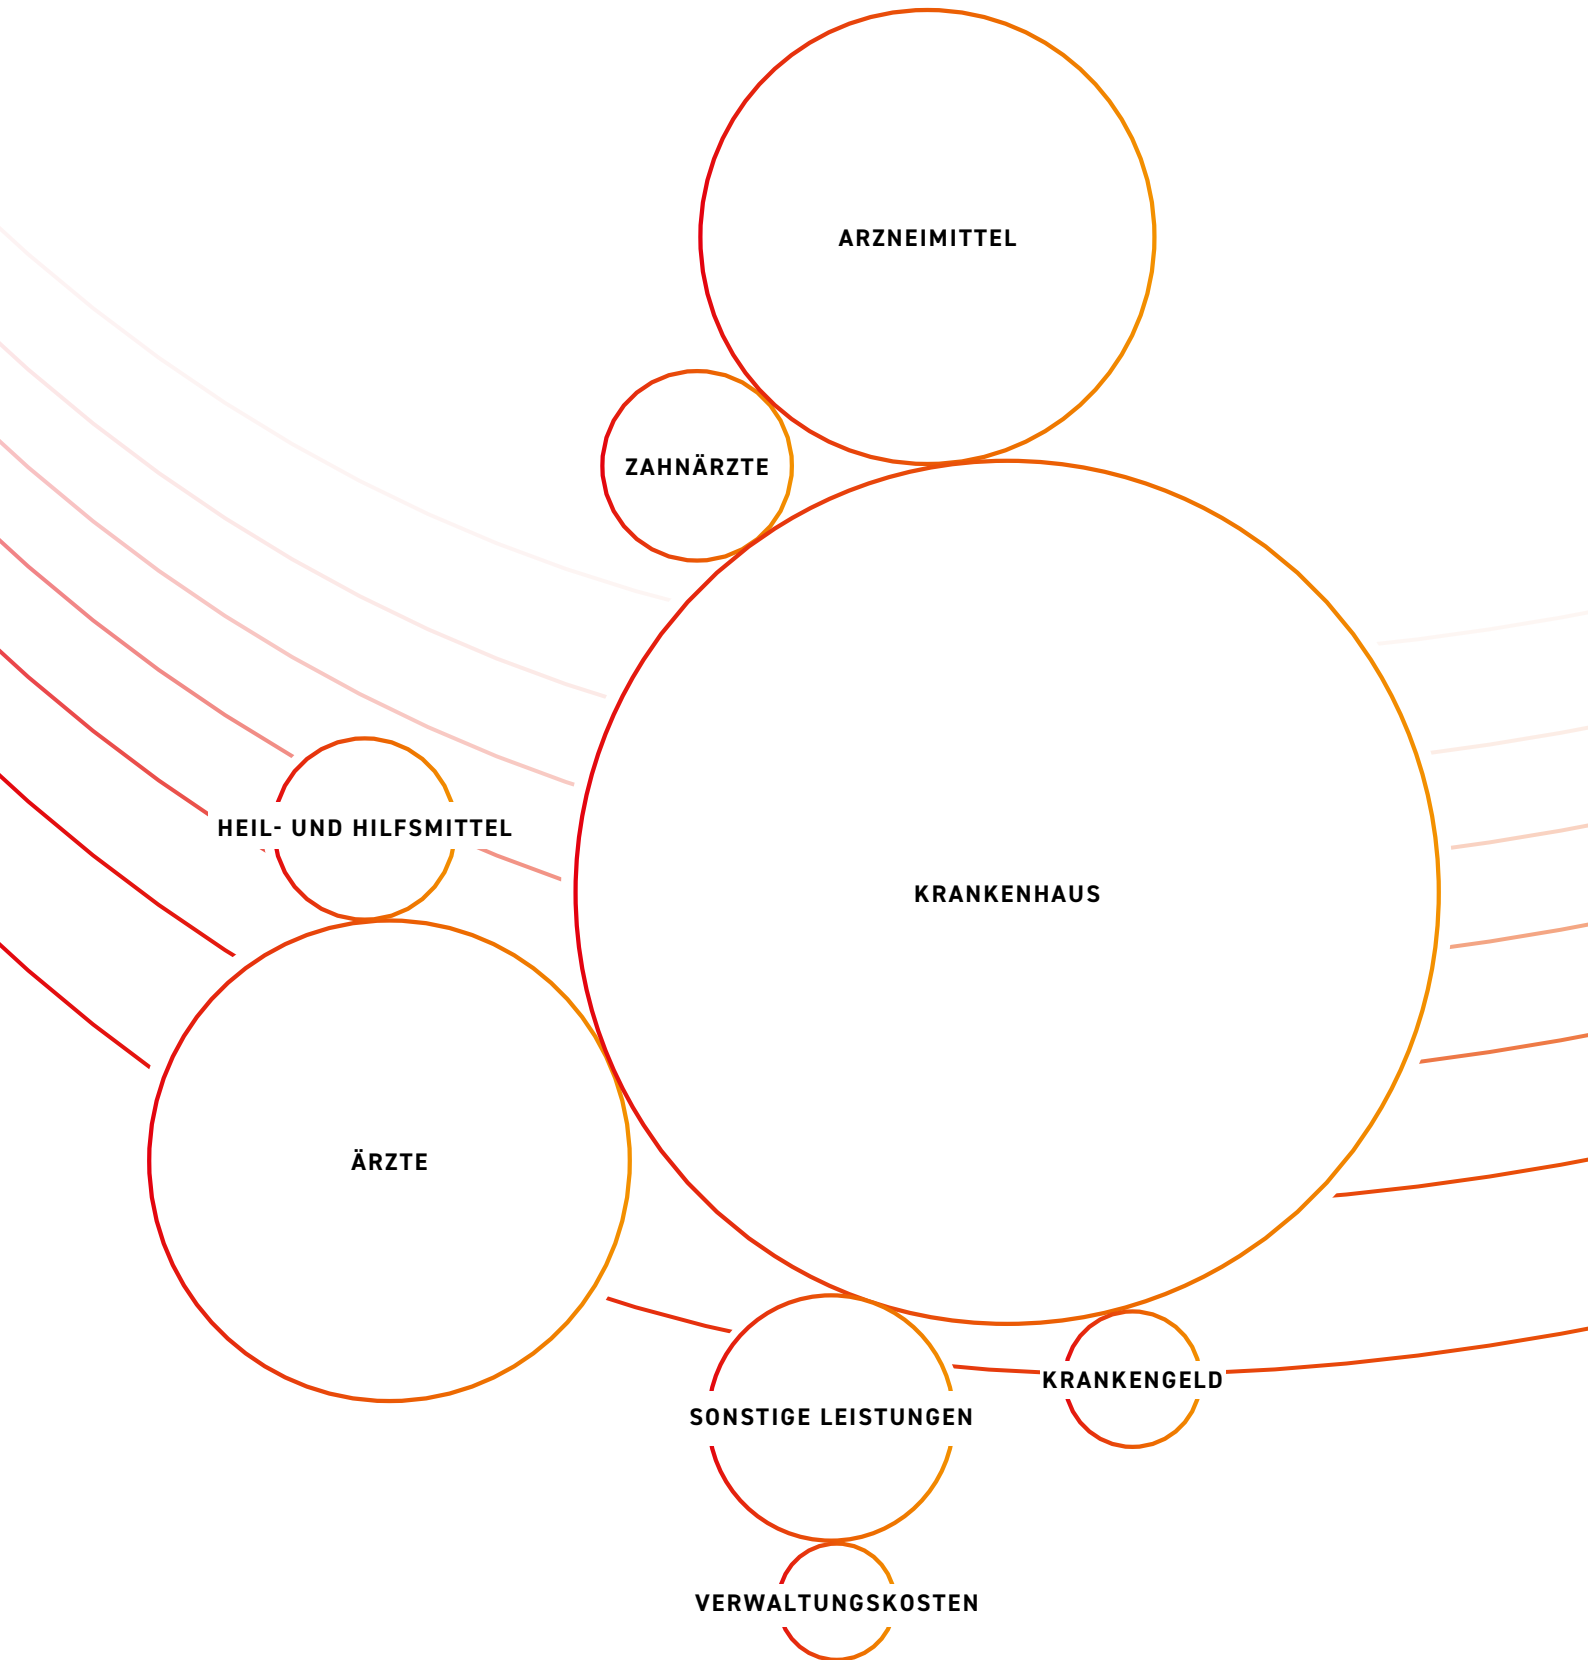 ARZNEIMITTEL
ZAHNÄRZTE
HEIL- UND HILFSMITTEL
KRANKENHAUS
ÄRZTE
KRANKENGELD
SONSTIGE LEISTUNGEN
VERWALTUNGSKOSTEN